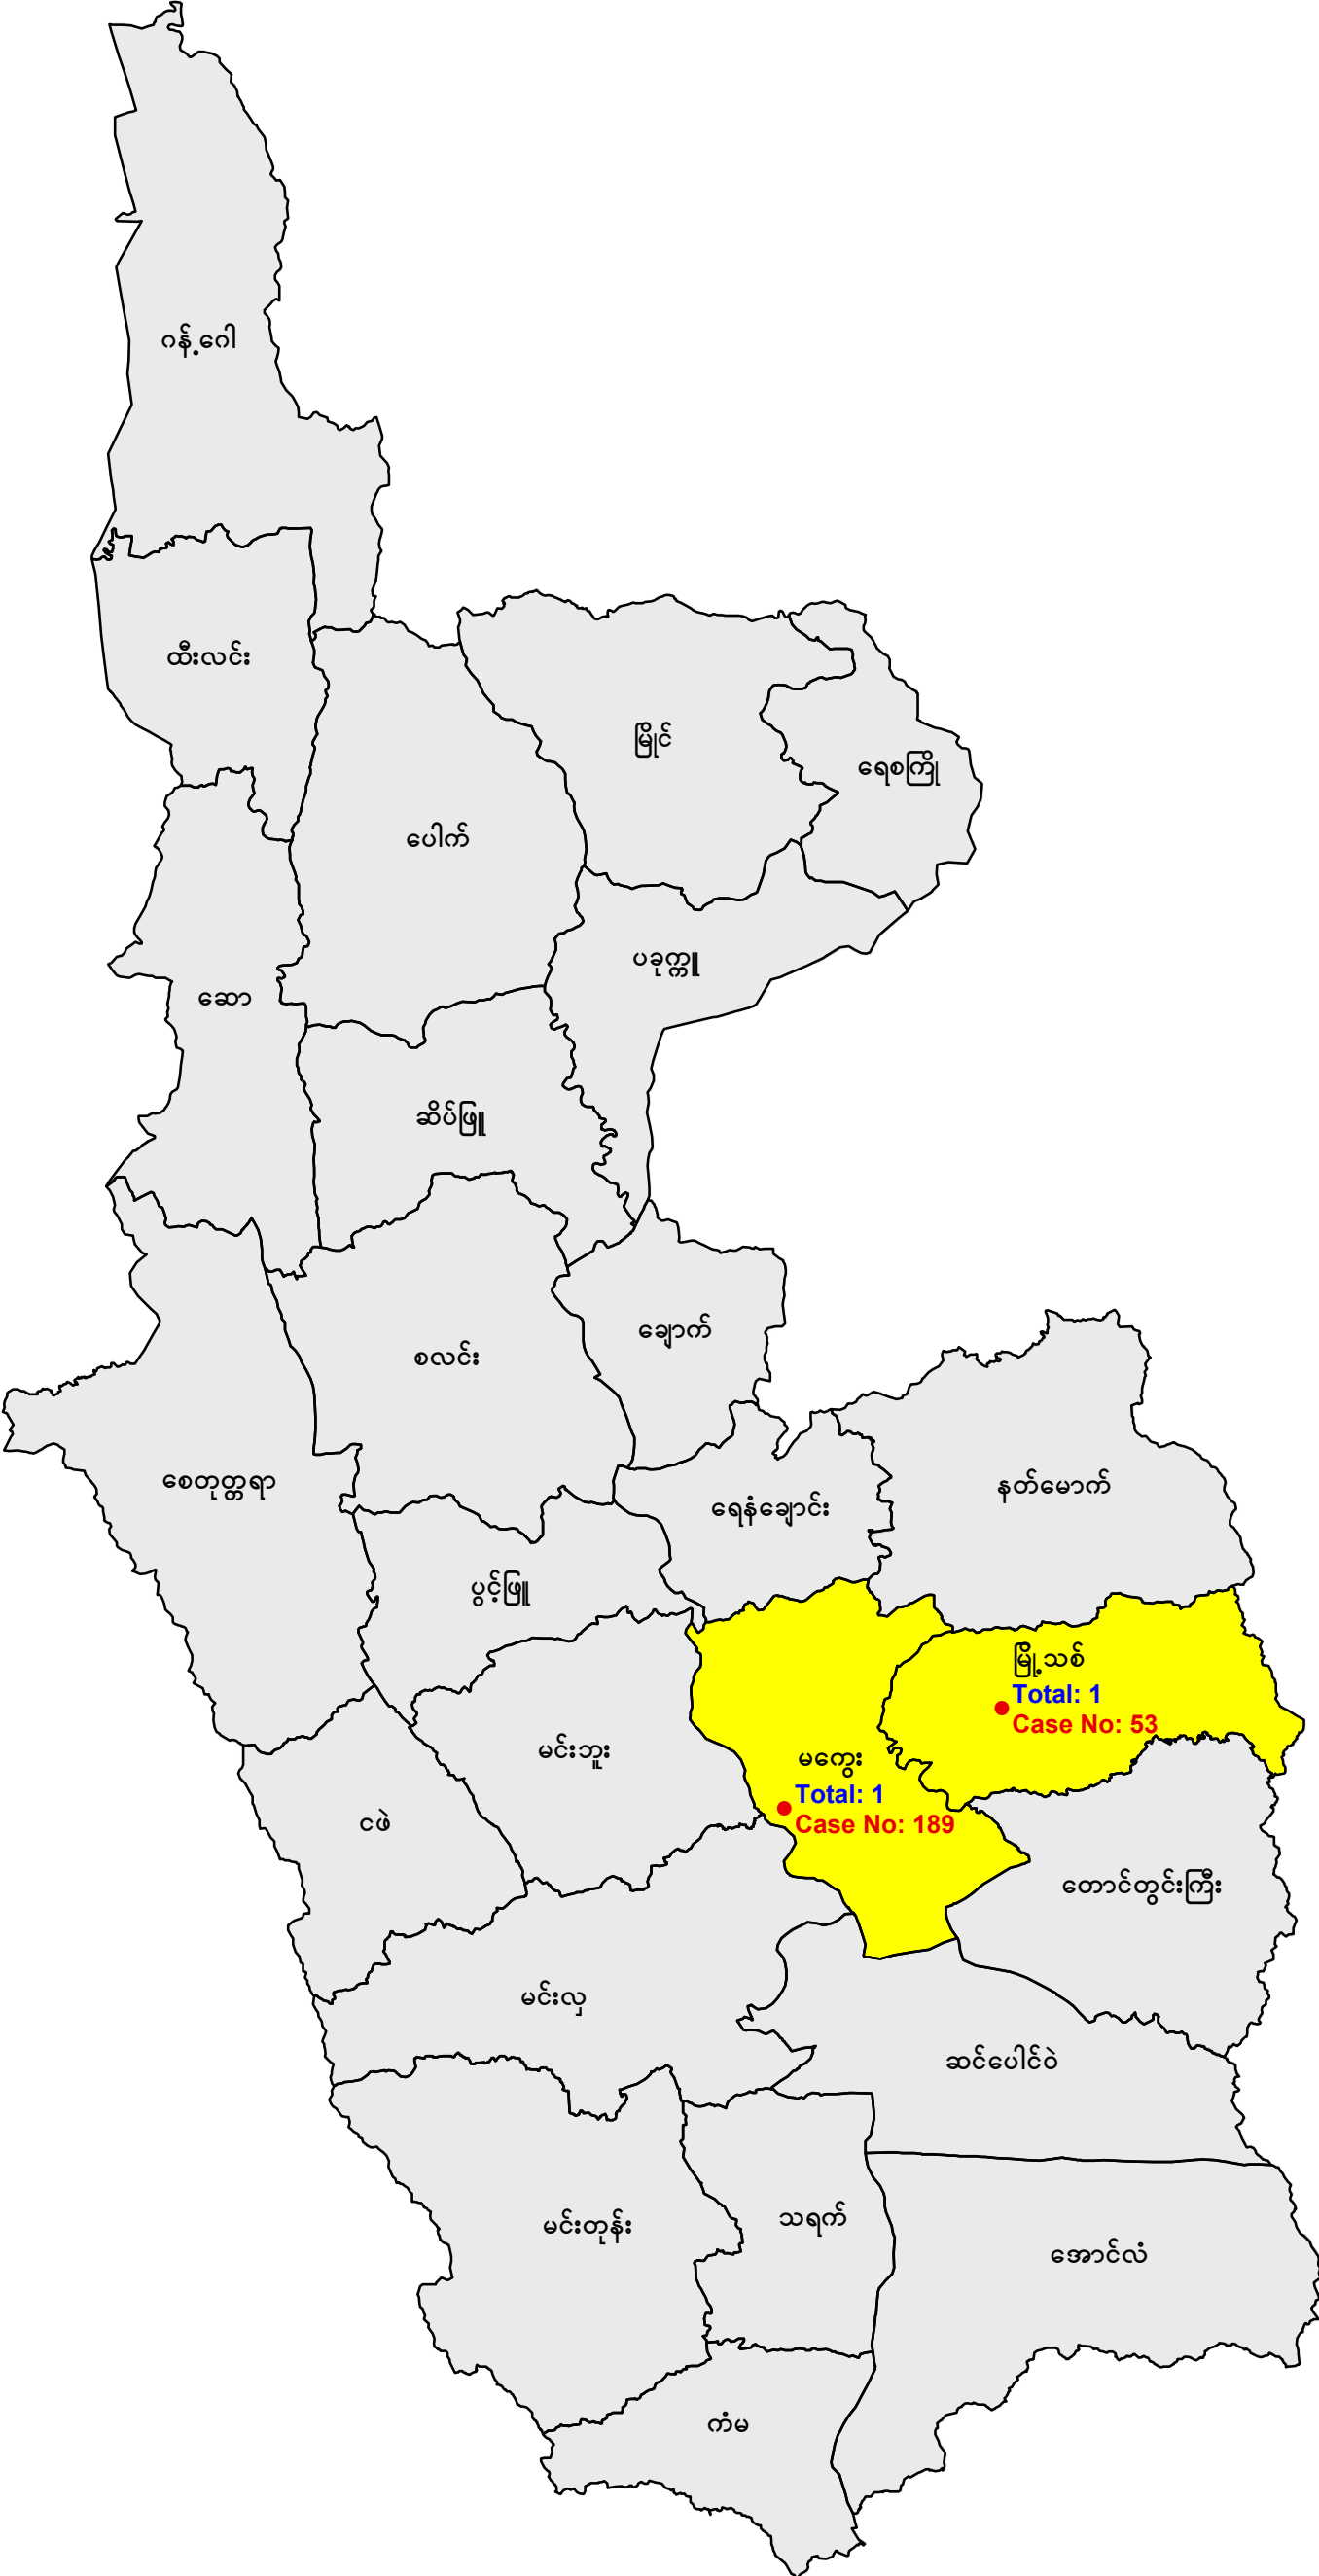 ဂန့်ဂေါ
ထီးလင်း
မြိုင်
ရေစကြို
ပေါက်
ပခုက္ကူ
ဆော
ဆိပ်ဖြူ
ချောက်
စလင်း
စေတုတ္တရာ
နတ်မောက်
ရေနံချောင်း
ပွင့်ဖြူ
မြို့သစ်
Total: 1
Case No: 53
မင်းဘူး
မကွေး
Total: 1
Case No: 189
ငဖဲ
တောင်တွင်းကြီး
မင်းလှ
ဆင်ပေါင်ဝဲ
မင်းတုန်း
သရက်
အောင်လံ
ကံမ